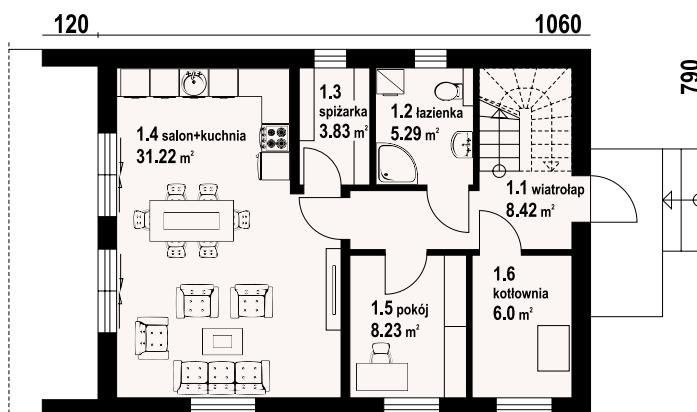 120
1060
790
1.3
spiżarka
3.83 m²
1.2 łazienka
5.29 m²
1.4 salon+kuchnia
31.22 m²
1.1 wiatrołap
8.42 m²
1.5 pokój
8.23 m²
1.6
kotłownia
6.0 m²